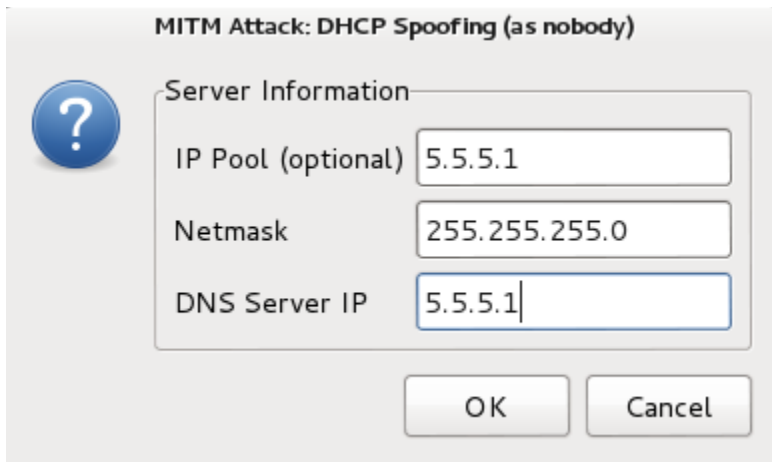 MITM Attack: DHCP Spoofing (as nobody)
?
Server Information
IP Pool (optional) 5.5.5.1
Netmask 255.255.255.0
DNS Server IP 5.5.5.1
OK Cancel